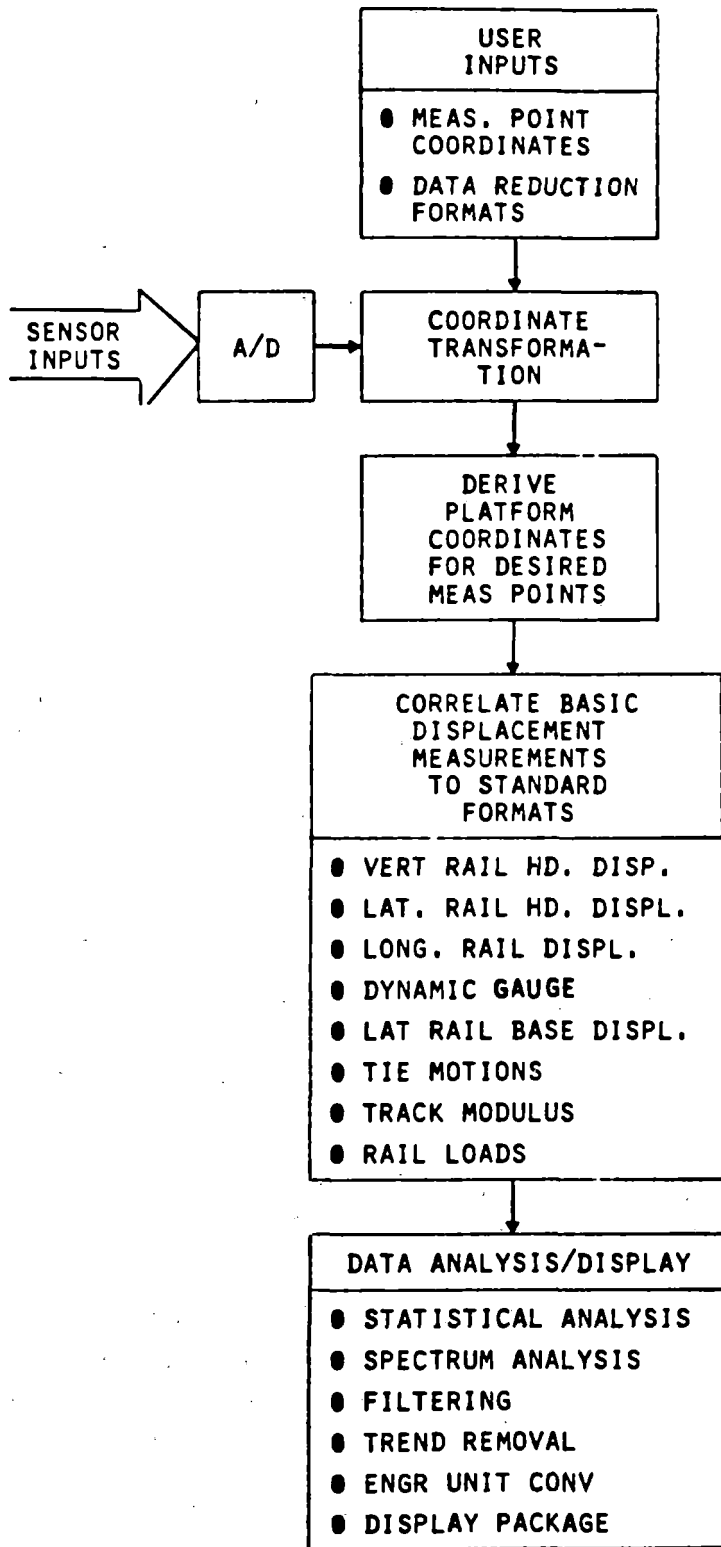 USER
INPUTS
● MEAS. POINT
COORDINATES
● DATA REDUCTION
FORMATS
SENSOR
INPUTS
A/D
COORDINATE
TRANSFORMA-
TION
DERIVE
PLATFORM
COORDINATES
FOR DESIRED
MEAS POINTS
CORRELATE BASIC
DISPLACEMENT
MEASUREMENTS
TO STANDARD
FORMATS
● VERT RAIL HD. DISP.
● LAT. RAIL HD. DISPL.
● LONG. RAIL DISPL.
● DYNAMIC GAUGE
● LAT RAIL BASE DISPL.
● TIE MOTIONS
● TRACK MODULUS
● RAIL LOADS
DATA ANALYSIS/DISPLAY
● STATISTICAL ANALYSIS
● SPECTRUM ANALYSIS
● FILTERING
● TREND REMOVAL
● ENGR UNIT CONV
● DISPLAY PACKAGE